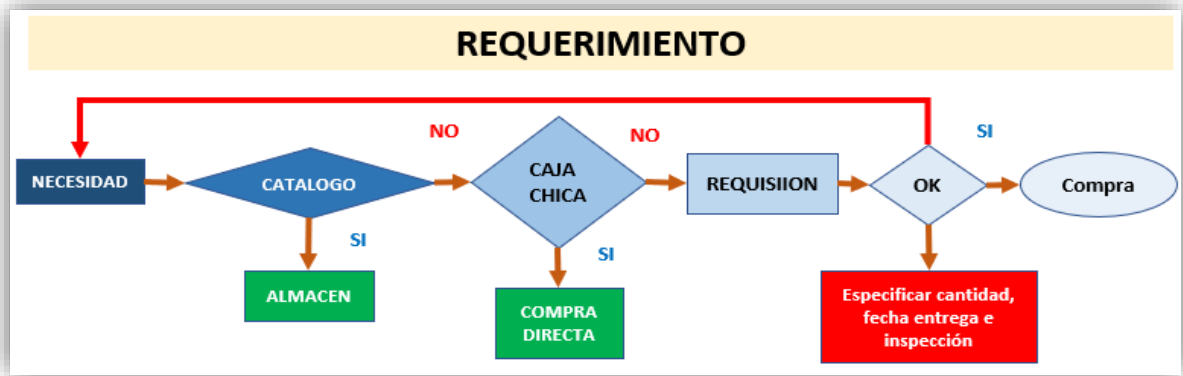 REQUERIMIENTO
NO
NO
SI
NECESIDAD
CATALOGO
CAJA
CHICA
REQUISIION
OK
Compra
SI
SI
ALMACEN
COMPRA
DIRECTA
Especificar cantidad,
fecha entrega e
inspección